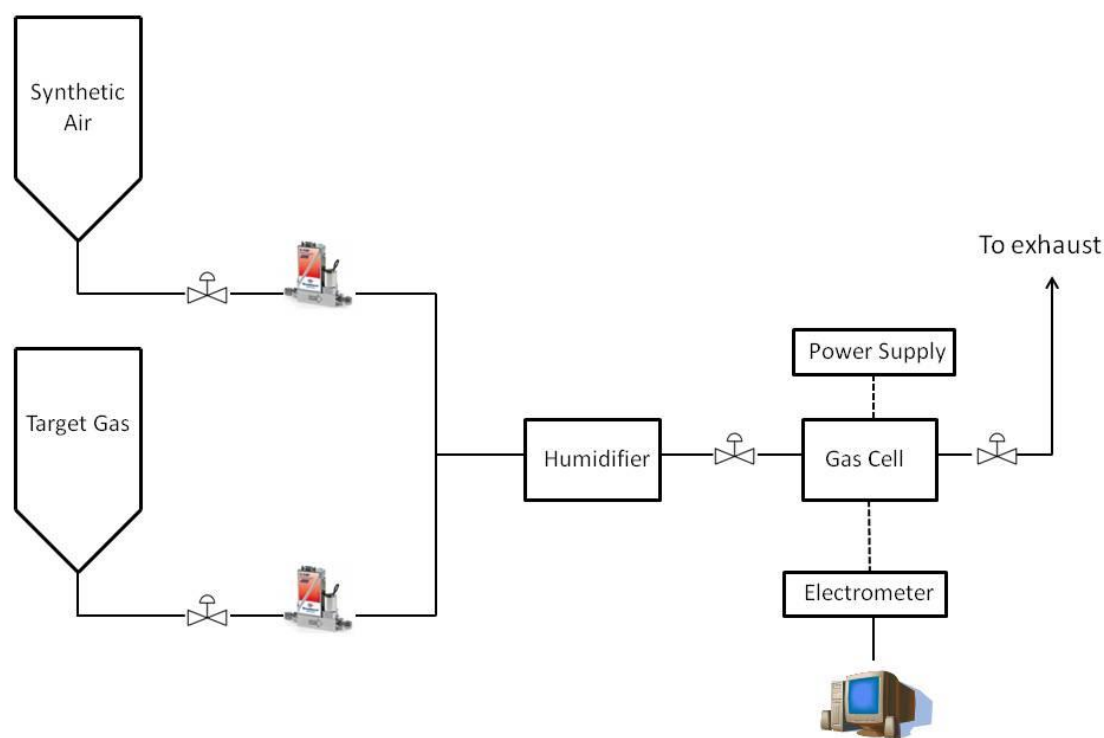 Synthetic
Air
To exhaust
Power Supply
Target Gas
Humidifier
Gas Cell
Electrometer